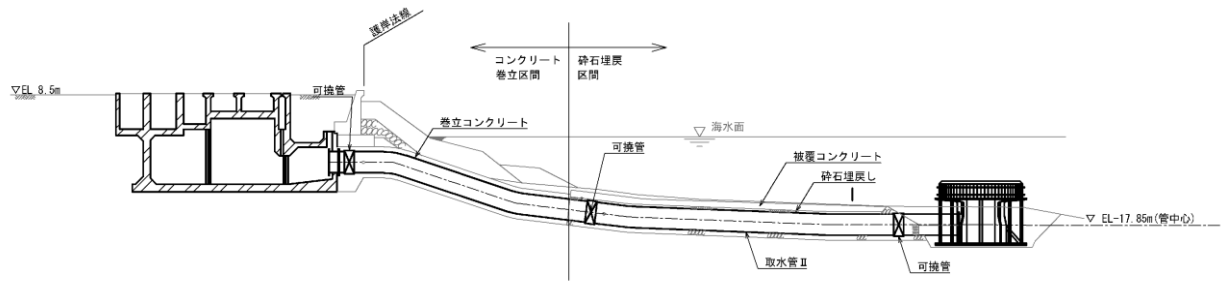 護岸法線
コンクリート
巻立区間
砕石埋戻
区間
▽EL 8.5m
可撓管
巻立コンクリート
海水面
可撓管
被覆コンクリート
砕石埋戻し
▽ EL-17.85m(管中心)
取水管Ⅱ
可撓管